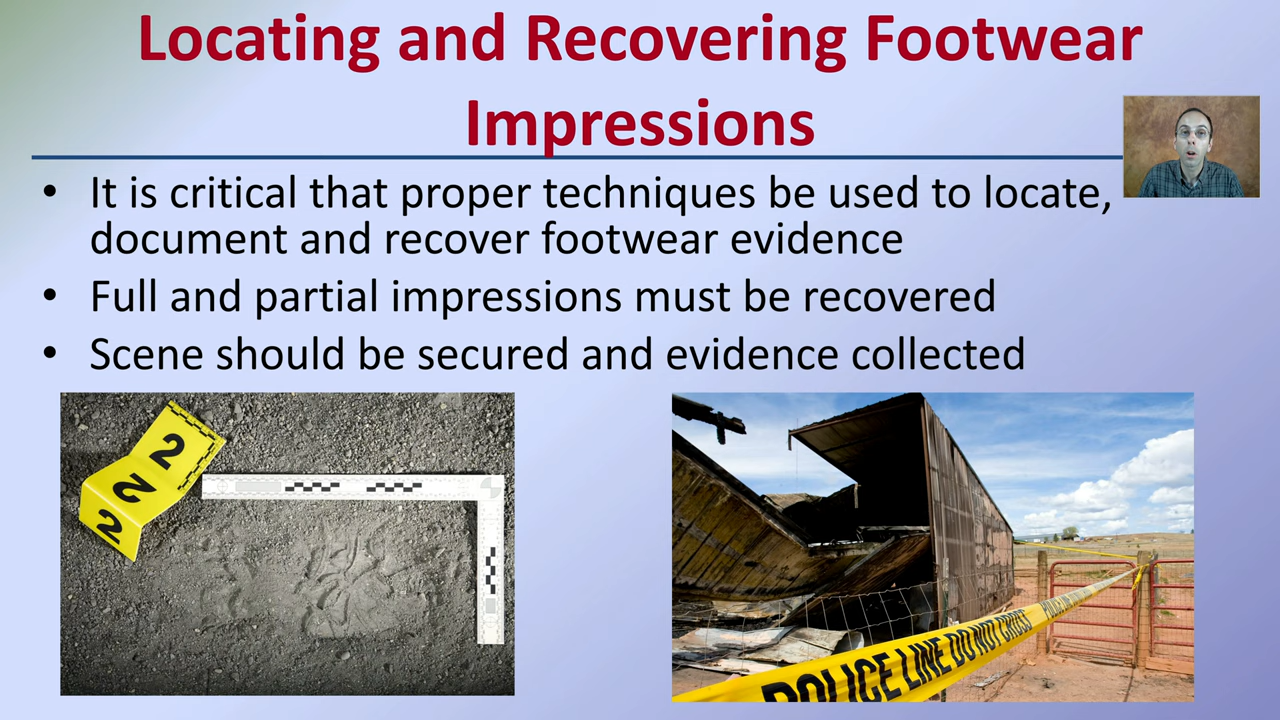 Locating and Recovering Footwear
Impressions
• It is critical that proper techniques be used to locate,
document and recover footwear evidence
• Full and partial impressions must be recovered
• Scene should be secured and evidence collected
2
2
2
POLICE LINE DO NOT CROSS